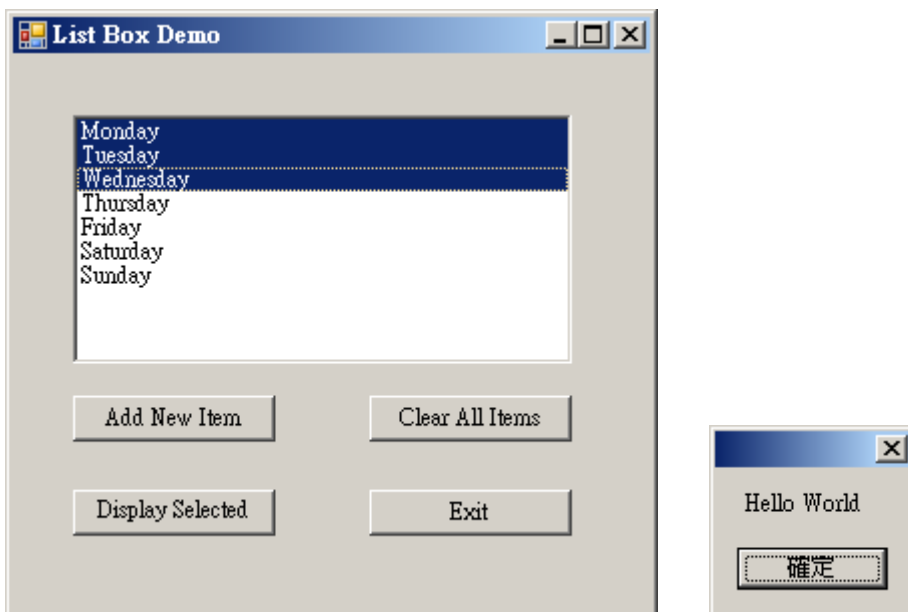 List Box Demo
Monday
Tuesday
Wednesday
Thursday
Friday
Saturday
Sunday
Add New Item
Clear All Items
Display Selected
Exit
Hello World
確定